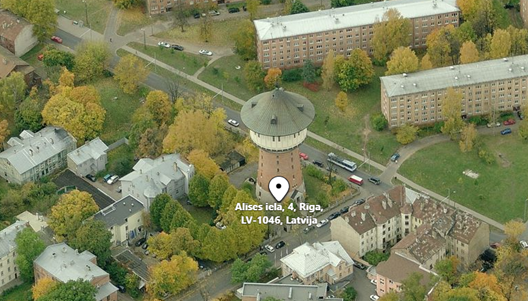 Alises iela, 4, Riga,
LV-1046, Latvija